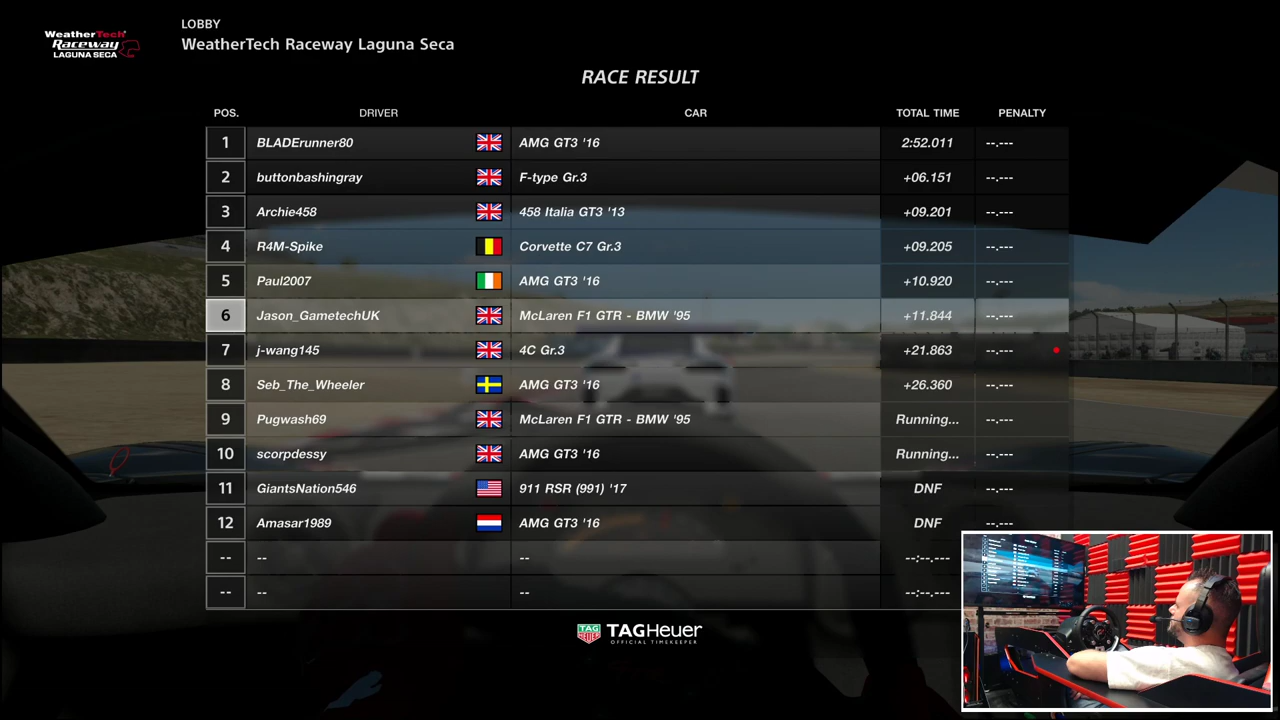 WeatherTech
Raceway
LAGUNA SECA
LOBBY
WeatherTech Raceway Laguna Seca
RACE RESULT
POS. DRIVER CAR TOTAL TIME PENALTY
1 BLADErunner80 AMG GT3 '16 2:52.011 --.---
2 buttonbashingray F-type Gr.3 +06.151 --.---
3 Archie458 458 Italia GT3 '13 +09.201 --.---
4 R4M-Spike Corvette C7 Gr.3 +09.205 --.---
5 Paul2007 AMG GT3 '16 +10.920 --.---
6 Jason_GametechUK McLaren F1 GTR - BMW '95 +11.844 --.---
7 j-wang145 4C Gr.3 +21.863 --.---
8 Seb_The_Wheeler AMG GT3 '16 +26.360 --.---
9 Pugwash69 McLaren F1 GTR - BMW '95 Running... --.---
10 scorpdessy AMG GT3 '16 Running... --.---
11 GiantsNation546 911 RSR (991) '17 DNF --.---
12 Amasar1989 AMG GT3 '16 DNF --.---
-- -- -- --:--.---
-- -- -- --:--.---
TAG HEUER TAGHeuer
OFFICIAL TIMEKEEPER